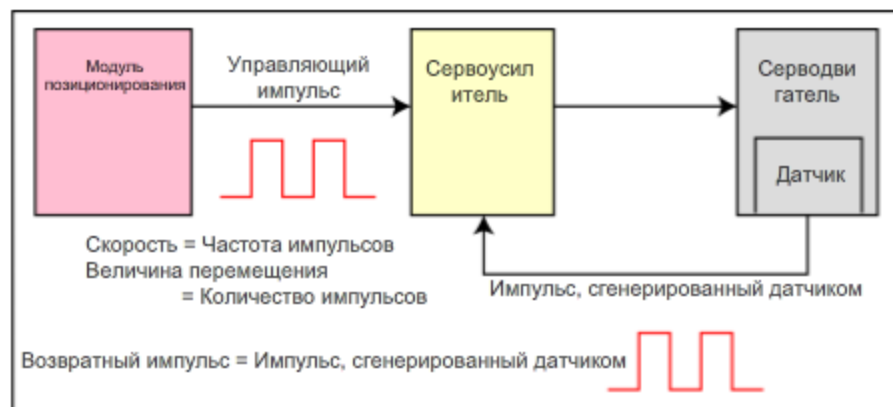 Модуль
позиционирования
Управляющий
импульс
Сервоусил
итель
Серводви
гатель
Датчик
Скорость = Частота импульсов
Величина перемещения
= Количество импульсов
Импульс, сгенерированный датчиком
Возвратный импульс = Импульс, сгенерированный датчиком